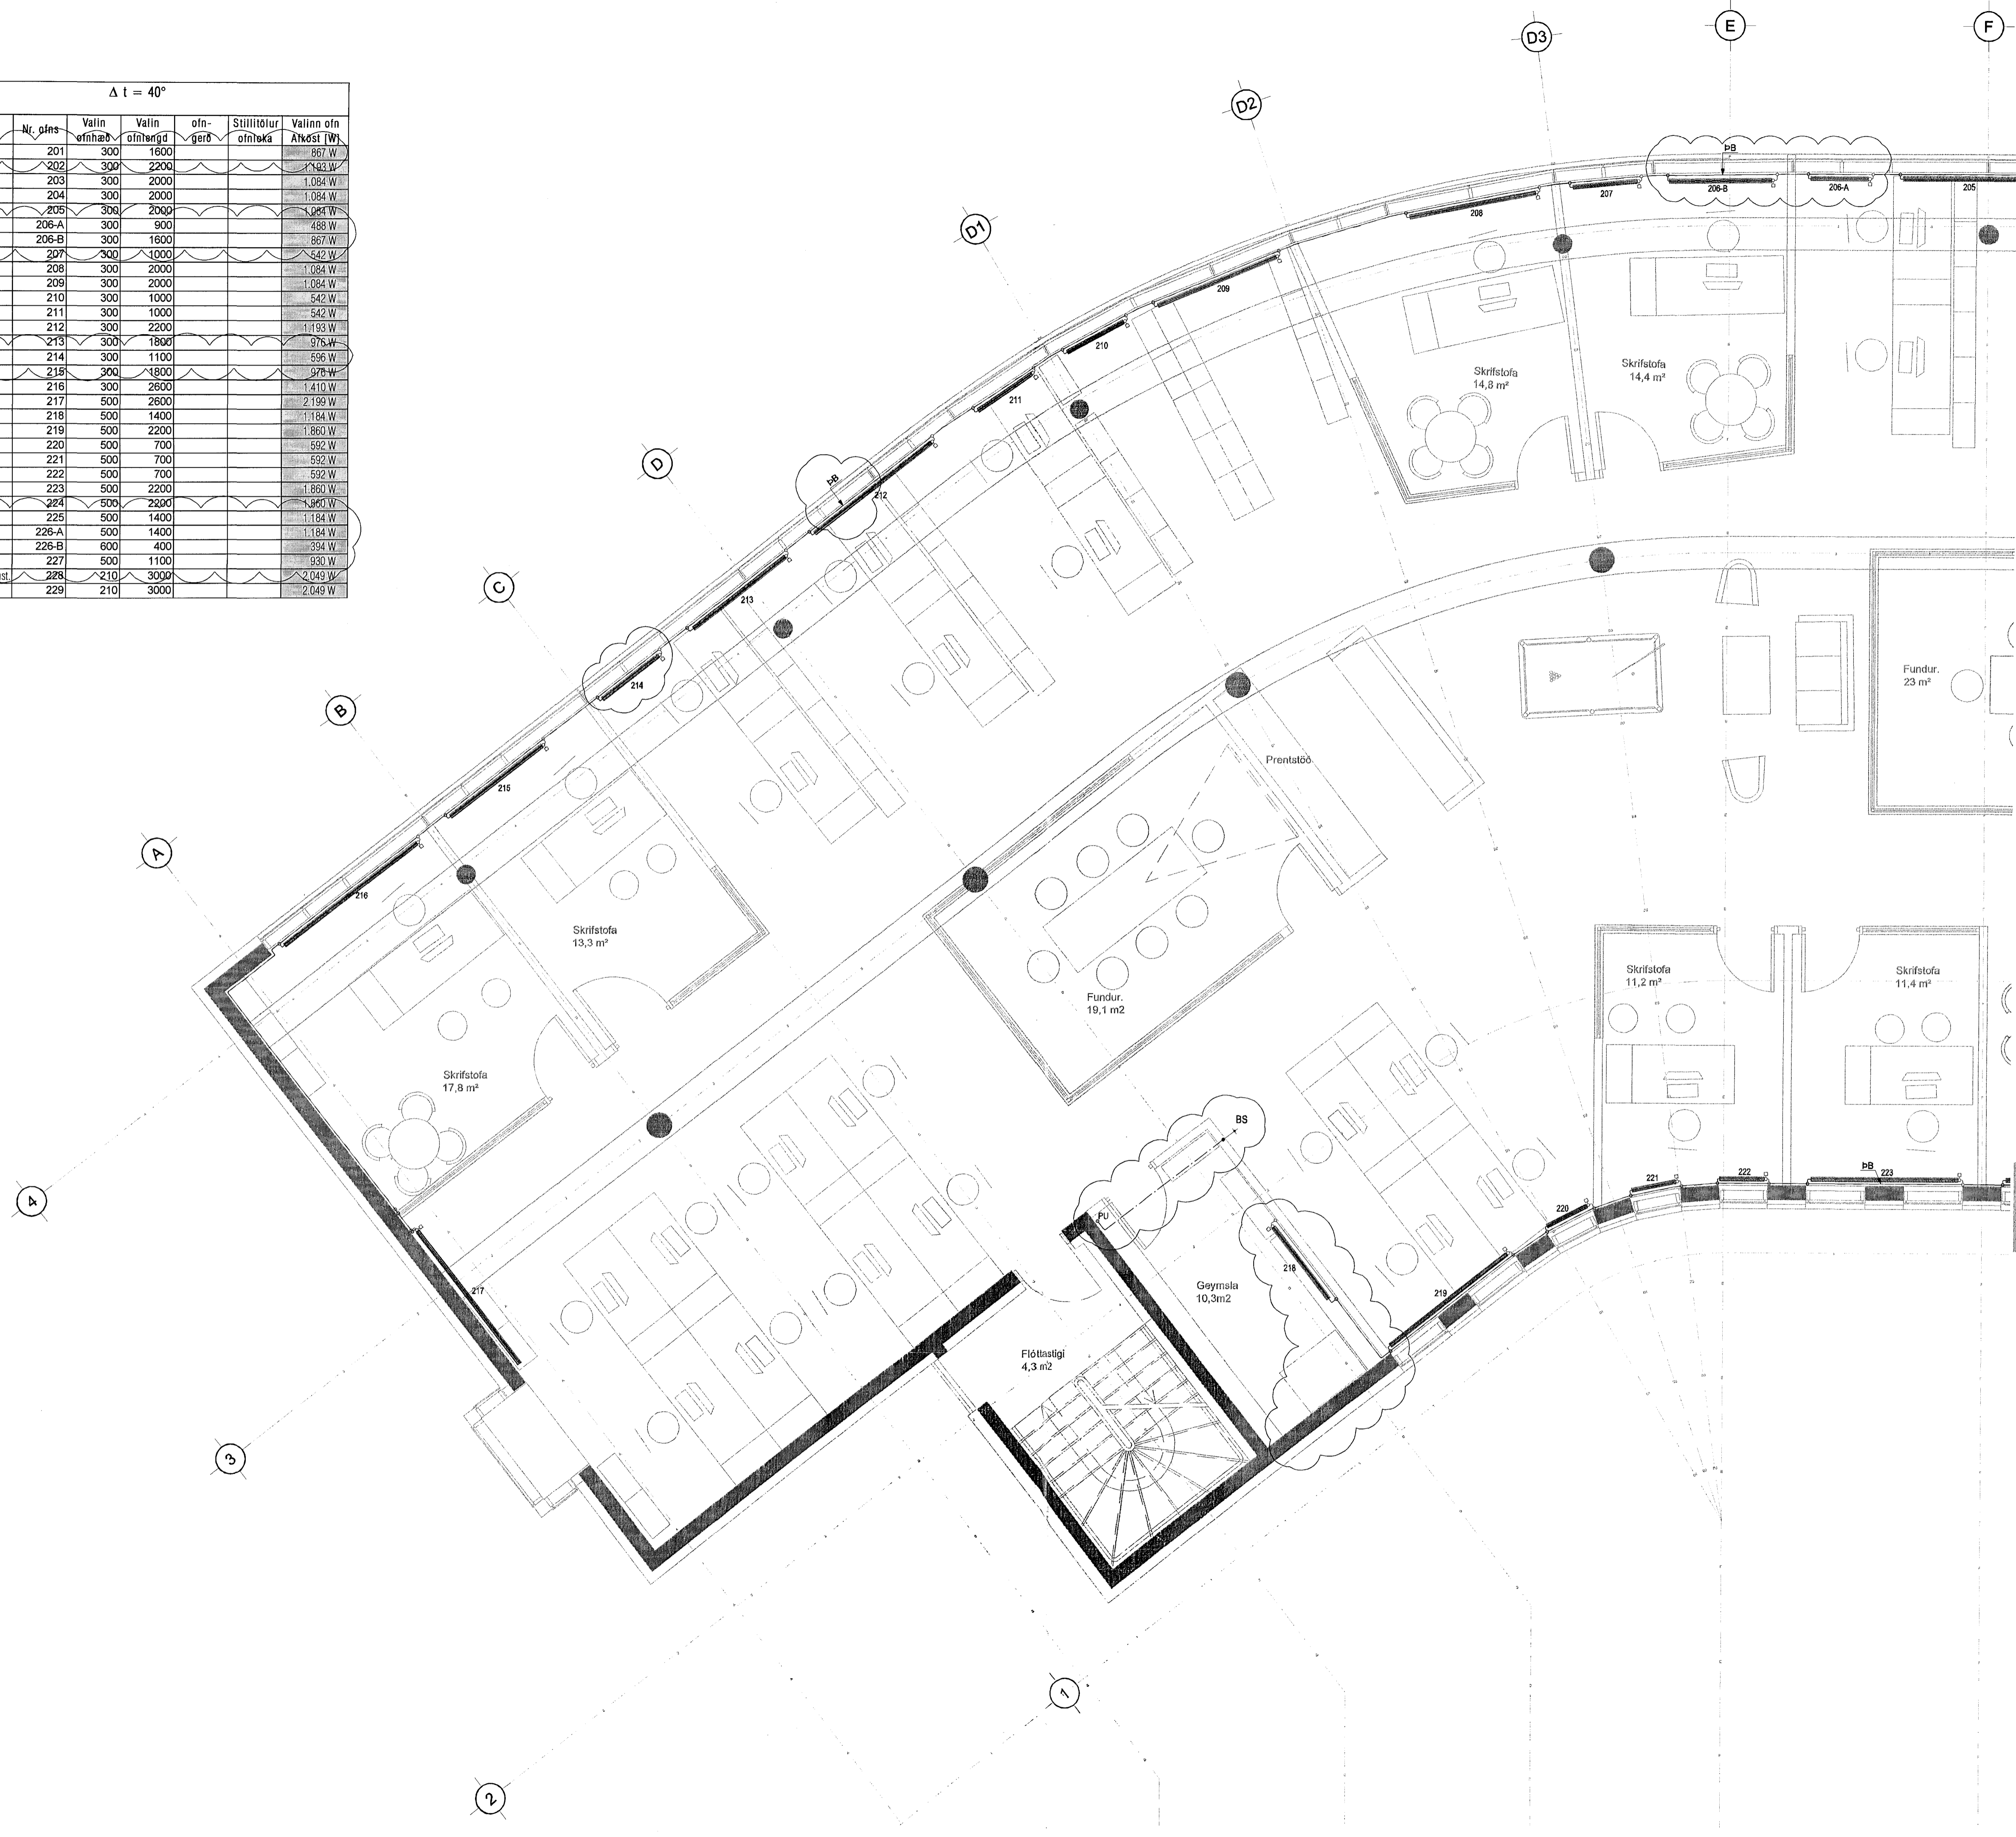 Δ t = 40°
Nr. ofns Valin ofnhæð Valin ofnlengd ofn-gerð Stillitölur ofnloka Valinn ofn Afköst [W]
201 300 1600 867 W
202 300 2200 1.193 W
203 300 2000 1.084 W
204 300 2000 1.084 W
205 300 2000 1.084 W
206-A 300 900 488 W
206-B 300 1600 867 W
207 300 1000 542 W
208 300 2000 1.084 W
209 300 2000 1.084 W
210 300 1000 542 W
211 300 1000 542 W
212 300 2200 1.193 W
213 300 1800 976 W
214 300 1100 596 W
215 300 1800 976 W
216 300 2600 1.410 W
217 500 2600 2.199 W
218 500 1400 1.184 W
219 500 2200 1.860 W
220 500 700 592 W
221 500 700 592 W
222 500 700 592 W
223 500 2200 1.860 W
224 500 2200 1.860 W
225 500 1400 1.184 W
226-A 500 1400 1.184 W
226-B 600 400 394 W
227 500 1100 930 W
st. 228 210 3000 2.049 W
229 210 3000 2.049 W
E
F
D3
D2
D1
D
C
B
A
4
3
2
1
ÞB
206-B
206-A
205
207
208
209
210
211
ÞB
212
213
214
215
216
Skrifstofa
14,8 m²
Skrifstofa
14,4 m²
Fundur.
23 m²
Prentstöð
Skrifstofa
13,3 m²
Skrifstofa
17,8 m²
Fundur.
19,1 m2
Skrifstofa
11,2 m²
Skrifstofa
11,4 m²
BS
PU
217
218
219
220
221
222
ÞB
223
Geymsla
10,3m2
Flóttastigi
4,3 m2